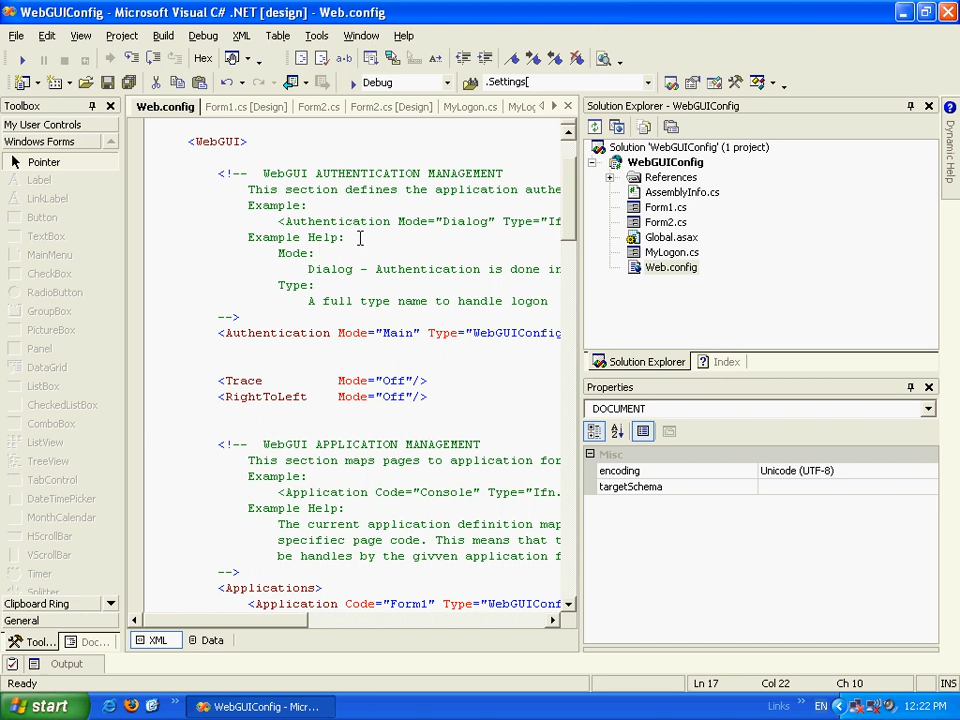 WebGUIConfig - Microsoft Visual C# .NET [design] - Web.config
File Edit View Project Build Debug XML Table Tools Window Help
Hex
Debug .Settings[
Toolbox
My User Controls
Windows Forms
Pointer
Label
LinkLabel
Button
TextBox
MainMenu
CheckBox
RadioButton
GroupBox
PictureBox
Panel
DataGrid
ListBox
CheckedListBox
ComboBox
ListView
TreeView
TabControl
DateTimePicker
MonthCalendar
HScrollBar
VScrollBar
Timer
Splitter
Clipboard Ring
General
Tool... Doc...
Output
Web.config Form1.cs [Design] Form2.cs Form2.cs [Design] MyLogon.cs MyLog
<WebGUI>
<!-- WebGUI AUTHENTICATION MANAGEMENT
This section defines the application authe
Example:
<Authentication Mode="Dialog" Type="If
Example Help:
Mode:
Dialog - Authentication is done in
Type:
A full type name to handle logon
-->
<Authentication Mode="Main" Type="WebGUIConfig
<Trace Mode="Off"/>
<RightToLeft Mode="Off"/>
<!-- WebGUI APPLICATION MANAGEMENT
This section maps pages to application for
Example:
<Application Code="Console" Type="Ifn.
Example Help:
The current application definition map
specifiec page code. This means that t
be handles by the givven application f
-->
<Applications>
<Application Code="Form1" Type="WebGUIConf
XML Data
Solution Explorer - WebGUIConfig
Solution 'WebGUIConfig' (1 project)
WebGUIConfig
References
AssemblyInfo.cs
Form1.cs
Form2.cs
Global.asax
MyLogon.cs
Web.config
Solution Explorer Index
Properties
DOCUMENT
Misc
encoding Unicode (UTF-8)
targetSchema
Dynamic Help
Ready Ln 17 Col 22 Ch 10 INS
start WebGUIConfig - Micr... Links EN 12:22 PM